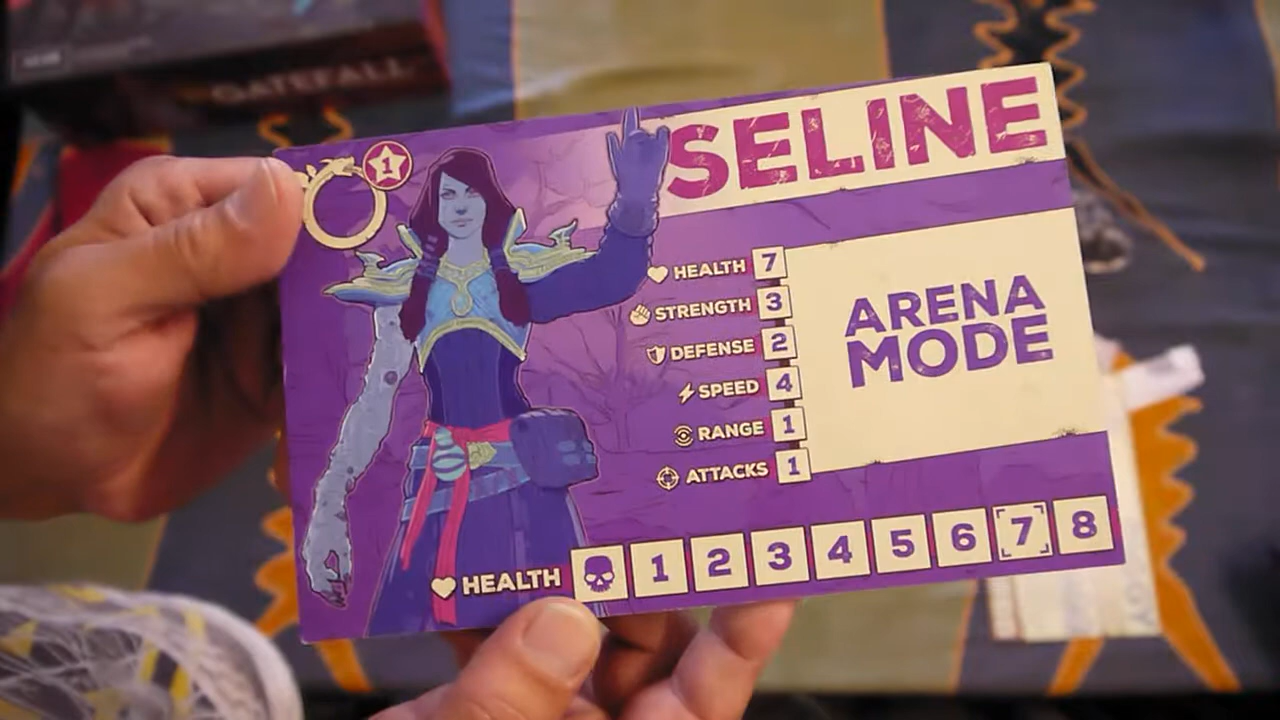 GATEFALL
1
SELINE
HEALTH 7
STRENGTH 3
DEFENSE 2
SPEED 4
RANGE 1
ATTACKS 1
ARENA
MODE
HEALTH 1 2 3 4 5 6 7 8